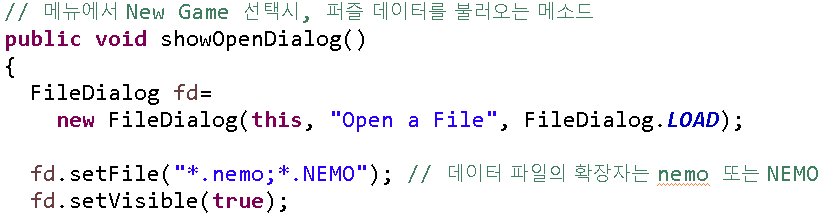 // 메뉴에서 New Game 선택시, 퍼즐 데이터를 불러오는 메소드
public void showOpenDialog()
{
FileDialog fd=
new FileDialog(this, "Open a File", FileDialog.LOAD);
fd.setFile("*.nemo;*.NEMO"); // 데이터 파일의 확장자는 nemo 또는 NEMO
fd.setVisible(true);